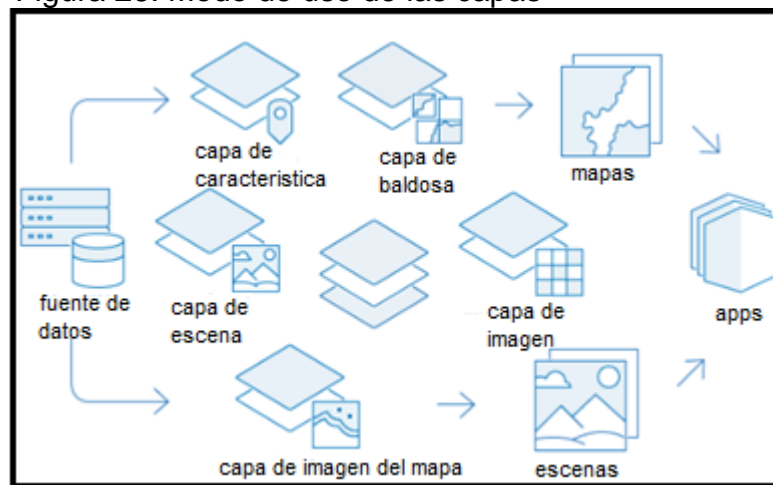 Figura 20. Modo de uso de las capas
capa de
caracteristica
capa de
baldosa
mapas
fuente de
datos
capa de
escena
capa de
imagen
apps
capa de imagen del mapa
escenas